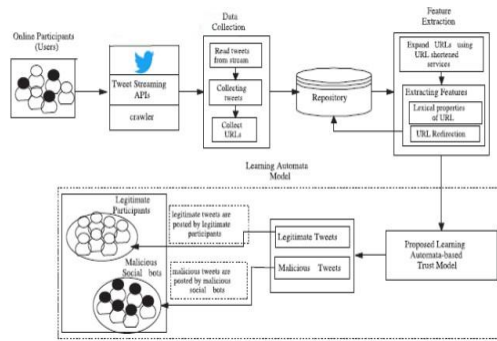 Online Participants
(Users)
Tweet Streaming
APIs
crawler
Data
Collection
Read tweets
from stream
Collecting
tweets
Collect
URLs
Repository
Feature
Extraction
Expand URLs using
URL shortened
services
Extracting Features
Lexical properties
of URL
URL Redirection
Learning Automata
Model
Legitimate
Participants
legitimate tweets are
posted by legitimate
participants
Malicious
Social bots
malicious tweets are
posted by malicious
social bots
Legitimate Tweets
Malicious Tweets
Proposed Learning
Automata-based
Trust Model